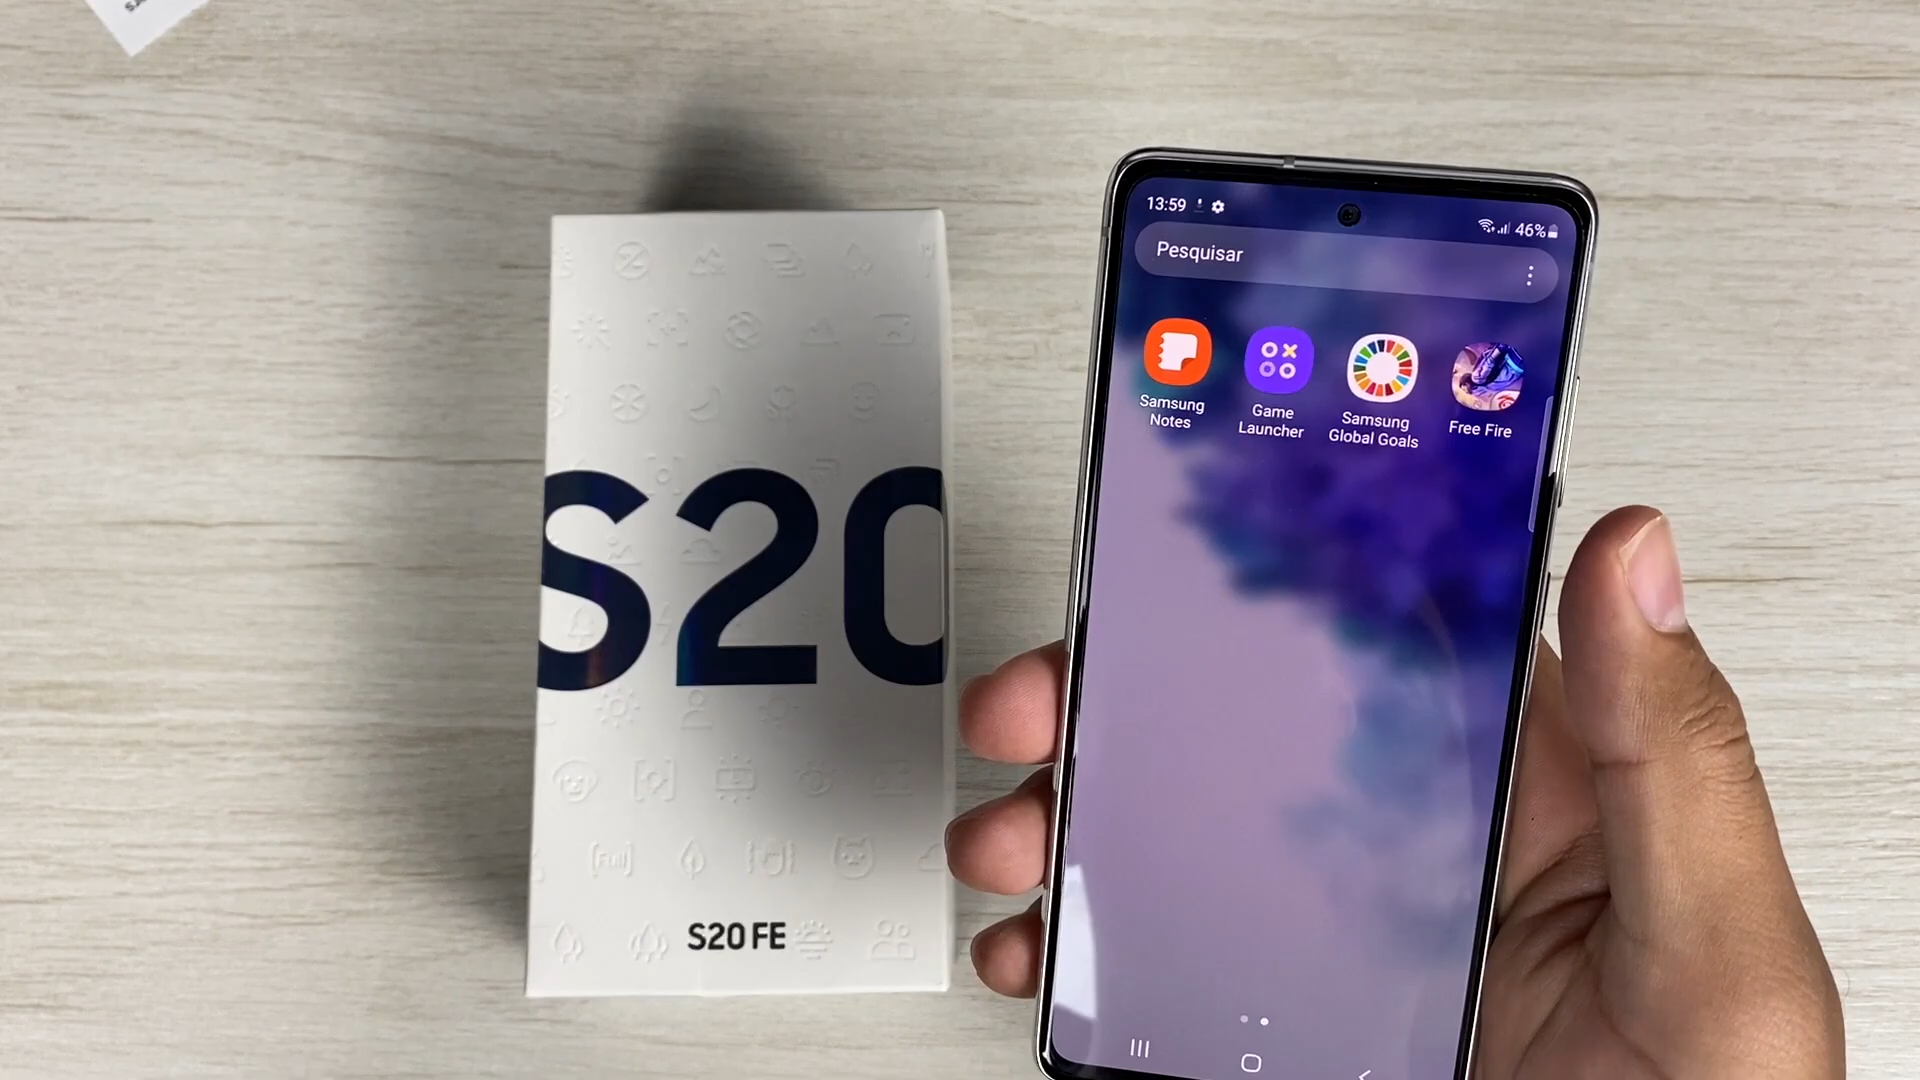 S20
S20 FE
13:59
46%
Pesquisar
Samsung
Notes
Game
Launcher
Samsung
Global Goals
Free Fire